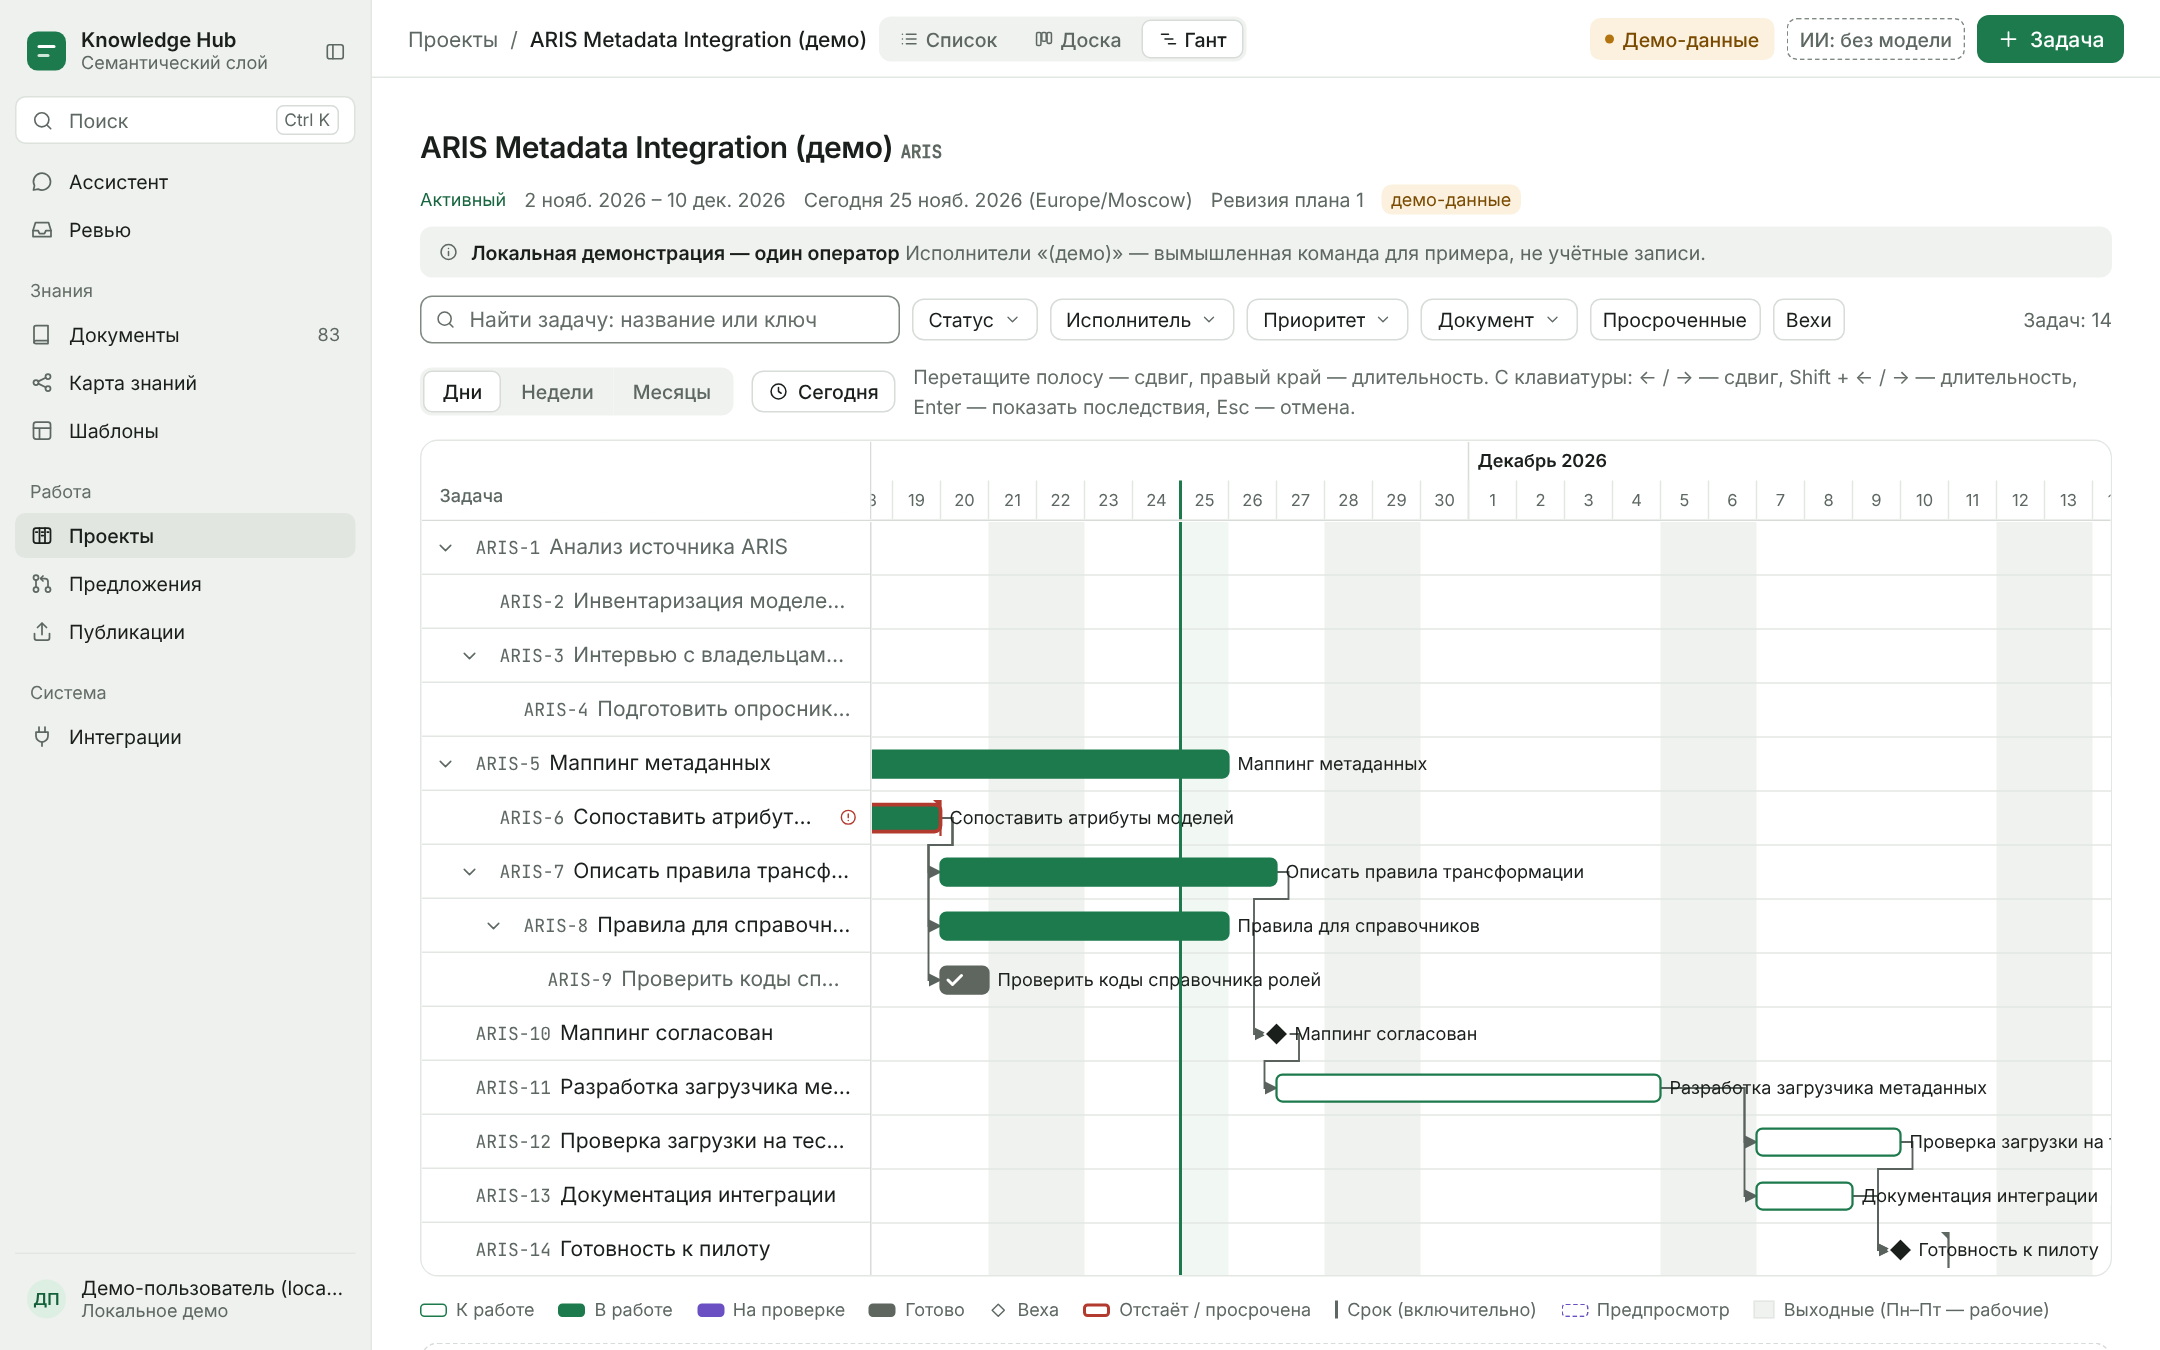 Knowledge Hub
Семантический слой
Поиск
Ctrl K
Ассистент
Ревью
Знания
Документы 83
Карта знаний
Шаблоны
Работа
Проекты
Предложения
Публикации
Система
Интеграции
ДП
Демо-пользователь (loca...
Локальное демо
Проекты / ARIS Metadata Integration (демо)
Список
Доска
Гант
Демо-данные
ИИ: без модели
+ Задача
ARIS Metadata Integration (демо) ARIS
Активный 2 нояб. 2026 – 10 дек. 2026 Сегодня 25 нояб. 2026 (Europe/Moscow) Ревизия плана 1 демо-данные
Локальная демонстрация — один оператор Исполнители «(демо)» — вымышленная команда для примера, не учётные записи.
Найти задачу: название или ключ
Статус
Исполнитель
Приоритет
Документ
Просроченные
Вехи
Задач: 14
Дни
Недели
Месяцы
Сегодня
Перетащите полосу — сдвиг, правый край — длительность. С клавиатуры: ← / → — сдвиг, Shift + ← / → — длительность,
Enter — показать последствия, Esc — отмена.
Декабрь 2026
Задача
19 20 21 22 23 24 25 26 27 28 29 30 1 2 3 4 5 6 7 8 9 10 11 12 13
ARIS-1 Анализ источника ARIS
ARIS-2 Инвентаризация моделе...
ARIS-3 Интервью с владельцам...
ARIS-4 Подготовить опросник...
ARIS-5 Маппинг метаданных
Маппинг метаданных
ARIS-6 Сопоставить атрибут...
Сопоставить атрибуты моделей
ARIS-7 Описать правила трансф...
Описать правила трансформации
ARIS-8 Правила для справочн...
Правила для справочников
ARIS-9 Проверить коды сп...
Проверить коды справочника ролей
ARIS-10 Маппинг согласован
Маппинг согласован
ARIS-11 Разработка загрузчика ме...
Разработка загрузчика метаданных
ARIS-12 Проверка загрузки на тес...
Проверка загрузки на
ARIS-13 Документация интеграции
Документация интеграции
ARIS-14 Готовность к пилоту
Готовность к пилоту
К работе
В работе
На проверке
Готово
Веха
Отстаёт / просрочена
Срок (включительно)
Предпросмотр
Выходные (Пн–Пт — рабочие)